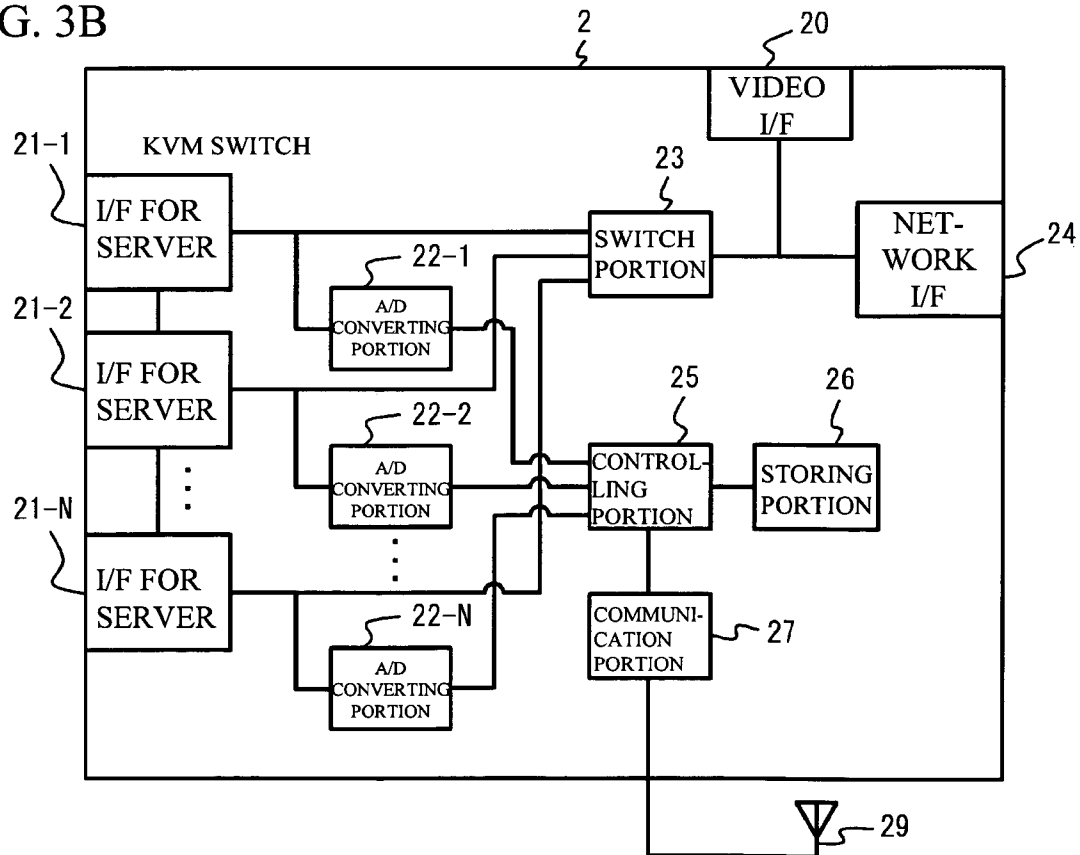 G. 3B
2
20
VIDEO
I/F
21-1
KVM SWITCH
23
I/F FOR
SERVER
SWITCH
PORTION
NET-
WORK
I/F
24
22-1
A/D
CONVERTING
PORTION
21-2
I/F FOR
SERVER
25
26
22-2
A/D
CONVERTING
PORTION
CONTROL-
LING
PORTION
STORING
PORTION
21-N
I/F FOR
SERVER
COMMUNI-
CATION
PORTION
27
22-N
A/D
CONVERTING
PORTION
29